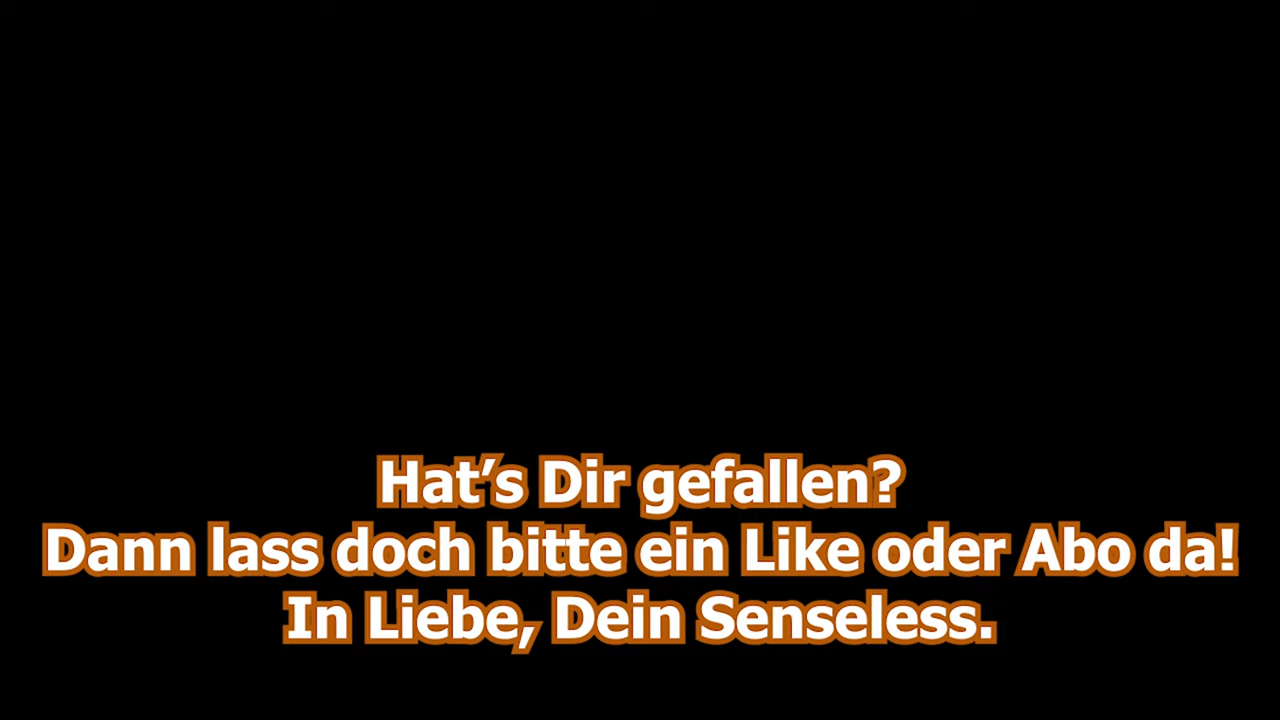 Hat’s Dir gefallen?
Dann lass doch bitte ein Like oder Abo da!
In Liebe, Dein Senseless.